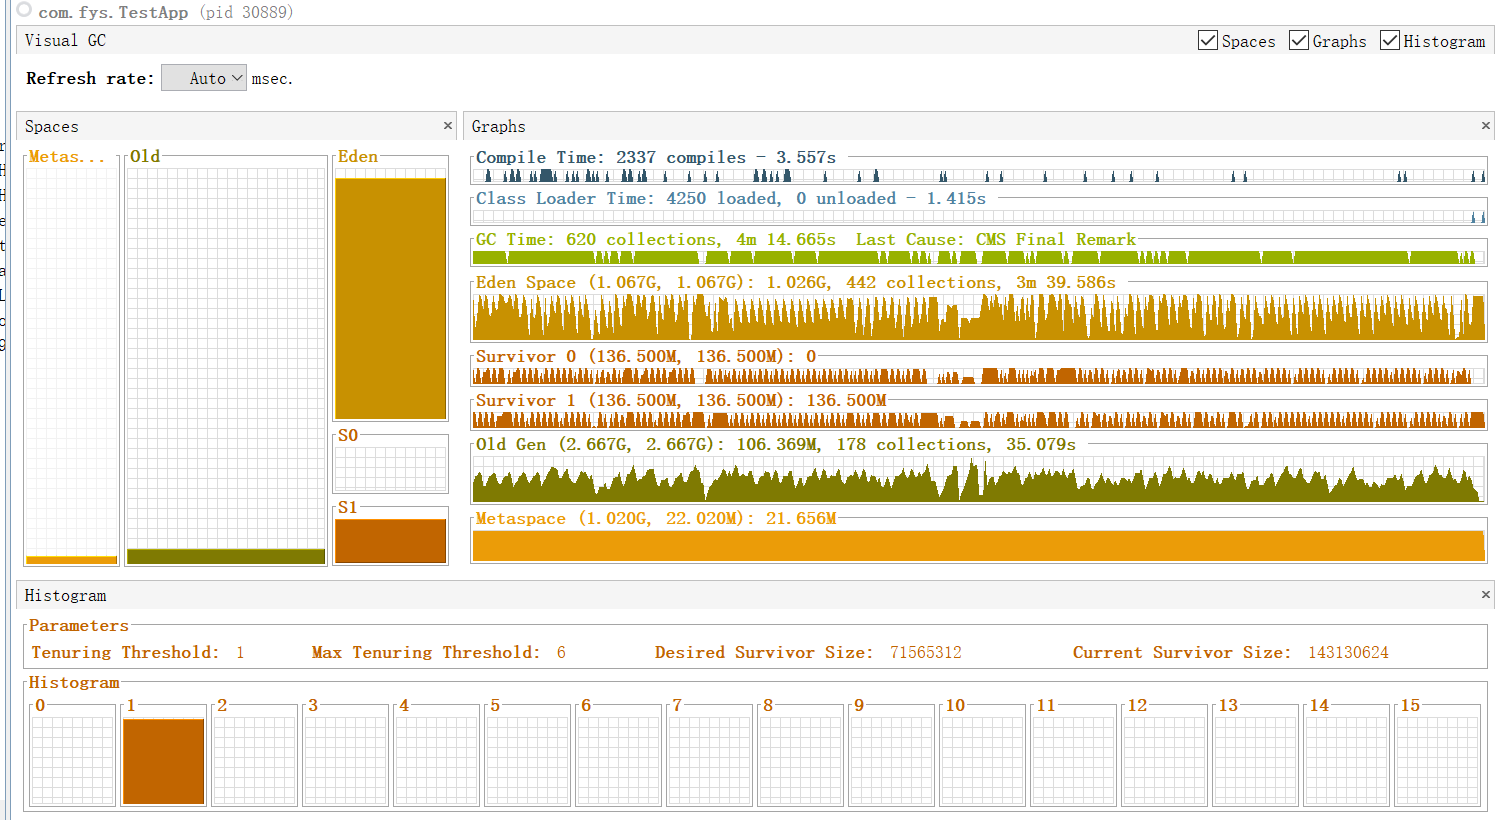 com.fys.TestApp (pid 30889)
Visual GC
Spaces Graphs Histogram
Refresh rate: Auto msec.
Spaces ×
Graphs ×
Metas... Old Eden
S0
S1
Compile Time: 2337 compiles - 3.557s
Class Loader Time: 4250 loaded, 0 unloaded - 1.415s
GC Time: 620 collections, 4m 14.665s Last Cause: CMS Final Remark
Eden Space (1.067G, 1.067G): 1.026G, 442 collections, 3m 39.586s
Survivor 0 (136.500M, 136.500M): 0
Survivor 1 (136.500M, 136.500M): 136.500M
Old Gen (2.667G, 2.667G): 106.369M, 178 collections, 35.079s
Metaspace (1.020G, 22.020M): 21.656M
Histogram ×
Parameters
Tenuring Threshold: 1 Max Tenuring Threshold: 6 Desired Survivor Size: 71565312 Current Survivor Size: 143130624
Histogram
0 1 2 3 4 5 6 7 8 9 10 11 12 13 14 15